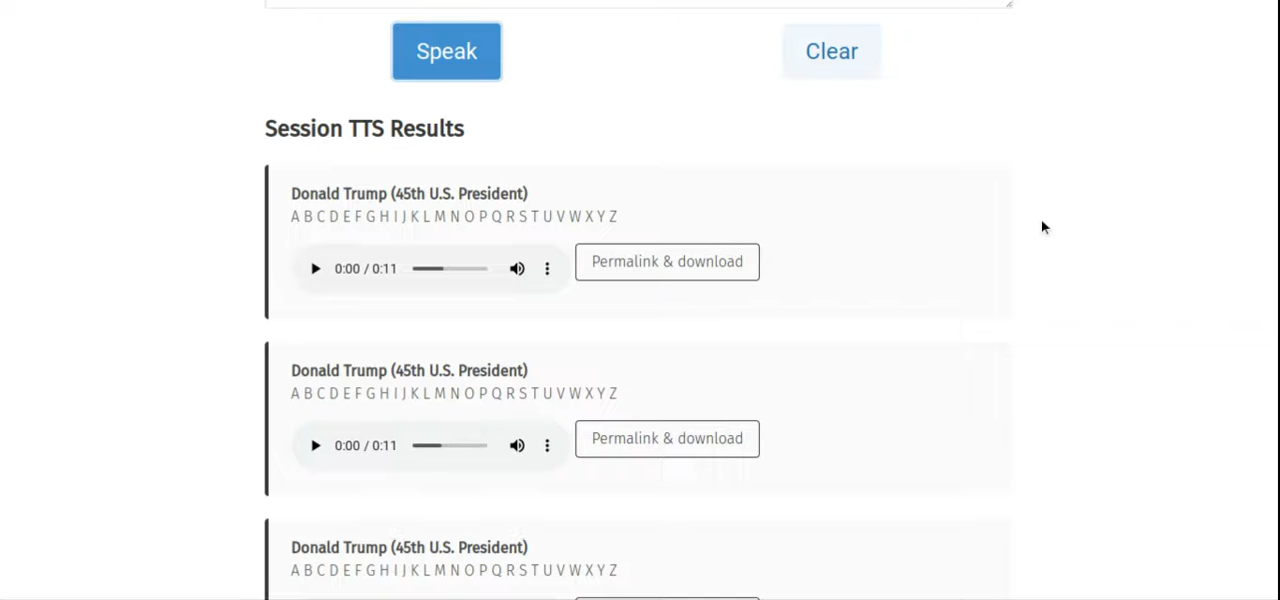 Speak
Clear
Session TTS Results
Donald Trump (45th U.S. President)
A B C D E F G H I J K L M N O P Q R S T U V W X Y Z
0:00 / 0:11
Permalink & download
Donald Trump (45th U.S. President)
A B C D E F G H I J K L M N O P Q R S T U V W X Y Z
0:00 / 0:11
Permalink & download
Donald Trump (45th U.S. President)
A B C D E F G H I J K L M N O P Q R S T U V W X Y Z